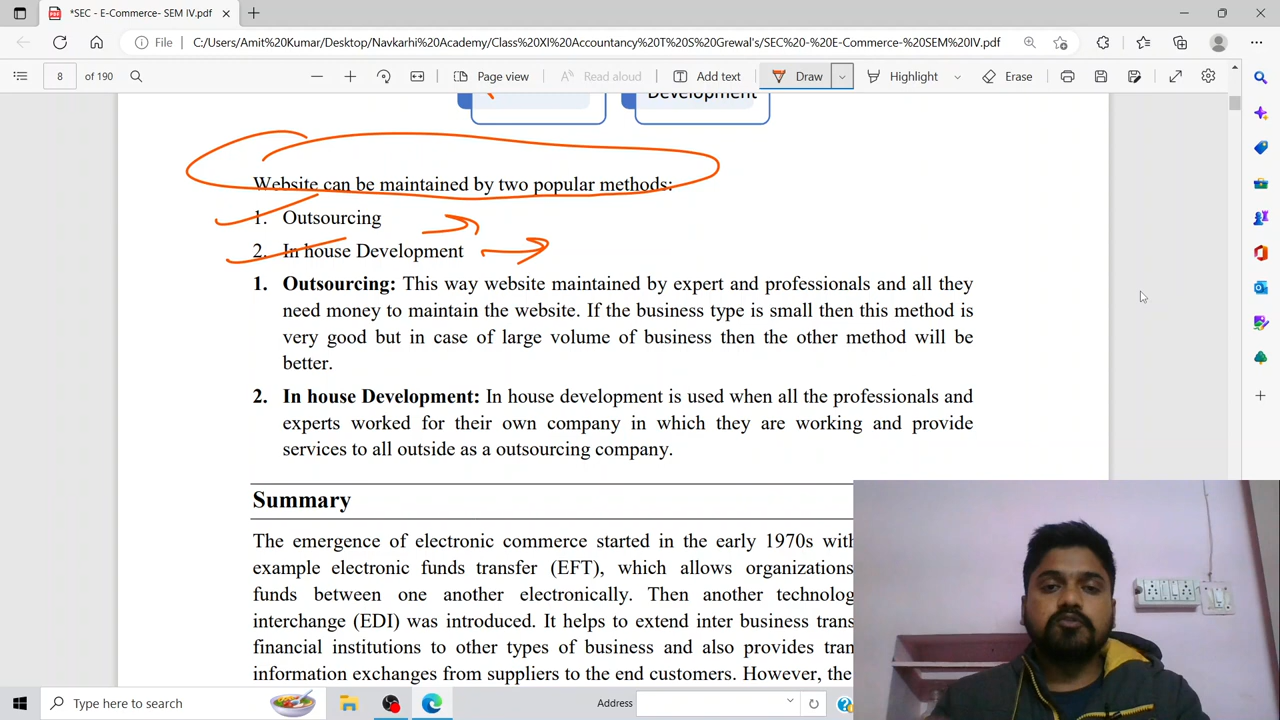 *SEC - E-Commerce- SEM IV.pdf
File
C:/Users/Amit%20Kumar/Desktop/Navkarhi%20Academy/Class%20XI%20Accountancy%20T%20S%20Grewal's/SEC%20-%20E-Commerce-%20SEM%20IV.pdf
8 of 190
Page view
Read aloud
Add text
Draw
Highlight
Erase
Development
Website can be maintained by two popular methods:
1. Outsourcing
2. In house Development
1. Outsourcing: This way website maintained by expert and professionals and all they
need money to maintain the website. If the business type is small then this method is
very good but in case of large volume of business then the other method will be
better.
2. In house Development: In house development is used when all the professionals and
experts worked for their own company in which they are working and provide
services to all outside as a outsourcing company.
Summary
The emergence of electronic commerce started in the early 1970s with
example electronic funds transfer (EFT), which allows organizations
funds between one another electronically. Then another technolog
interchange (EDI) was introduced. It helps to extend inter business trans
financial institutions to other types of business and also provides tran
information exchanges from suppliers to the end customers. However, the
Type here to search
Address